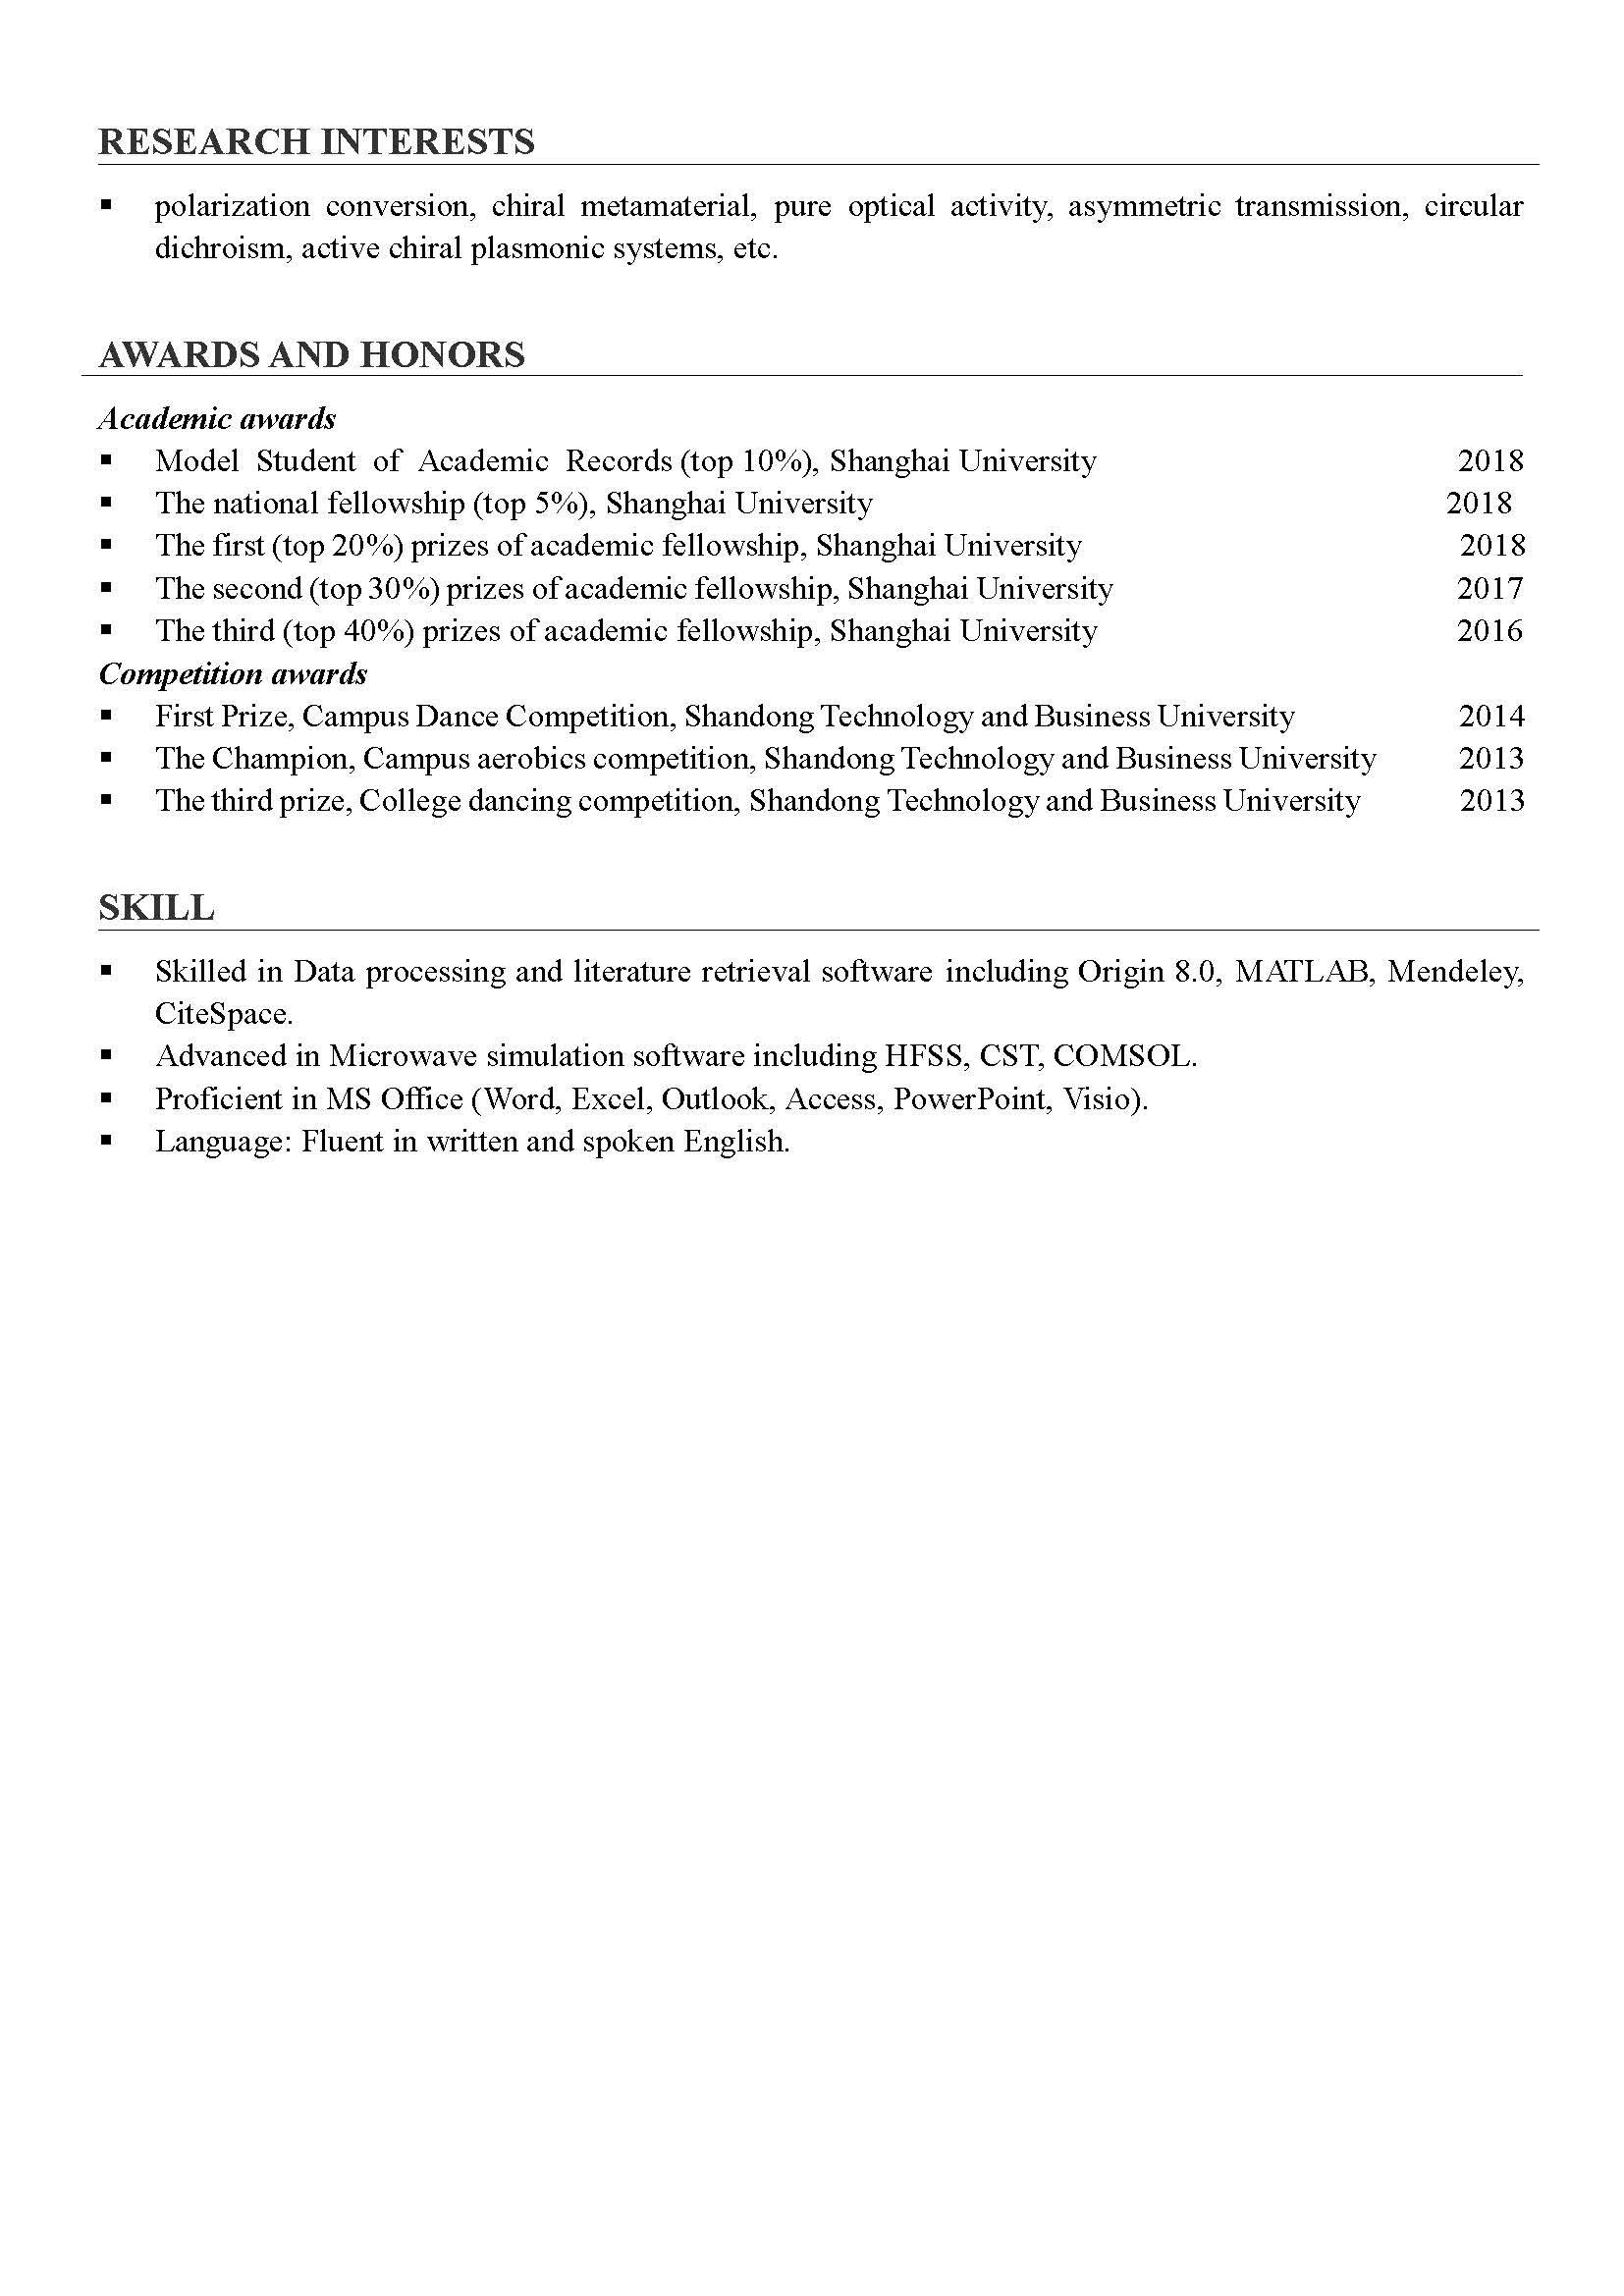 RESEARCH INTERESTS
▪ polarization conversion, chiral metamaterial, pure optical activity, asymmetric transmission, circular
dichroism, active chiral plasmonic systems, etc.
AWARDS AND HONORS
Academic awards
▪ Model Student of Academic Records (top 10%), Shanghai University 2018
▪ The national fellowship (top 5%), Shanghai University 2018
▪ The first (top 20%) prizes of academic fellowship, Shanghai University 2018
▪ The second (top 30%) prizes of academic fellowship, Shanghai University 2017
▪ The third (top 40%) prizes of academic fellowship, Shanghai University 2016
Competition awards
▪ First Prize, Campus Dance Competition, Shandong Technology and Business University 2014
▪ The Champion, Campus aerobics competition, Shandong Technology and Business University 2013
▪ The third prize, College dancing competition, Shandong Technology and Business University 2013
SKILL
▪ Skilled in Data processing and literature retrieval software including Origin 8.0, MATLAB, Mendeley,
CiteSpace.
▪ Advanced in Microwave simulation software including HFSS, CST, COMSOL.
▪ Proficient in MS Office (Word, Excel, Outlook, Access, PowerPoint, Visio).
▪ Language: Fluent in written and spoken English.